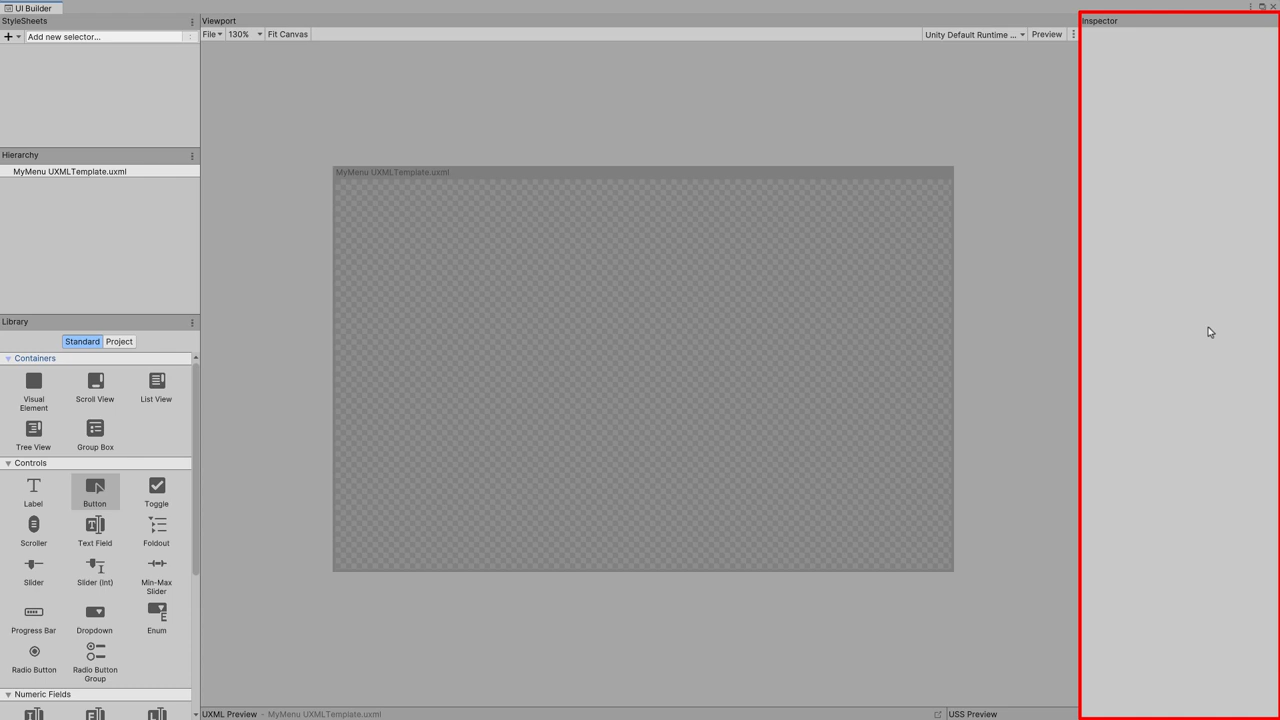 UI Builder
StyleSheets
Add new selector...
Hierarchy
MyMenu UXMLTemplate.uxml
Library
Standard Project
Containers
Visual Element
Scroll View
List View
Tree View
Group Box
Controls
Label
Button
Toggle
Scroller
Text Field
Foldout
Slider
Slider (Int)
Min-Max Slider
Progress Bar
Dropdown
Enum
Radio Button
Radio Button Group
Numeric Fields
Viewport
File 130% Fit Canvas
Unity Default Runtime ... Preview
MyMenu UXMLTemplate.uxml
UXML Preview - MyMenu UXMLTemplate.uxml
USS Preview
Inspector